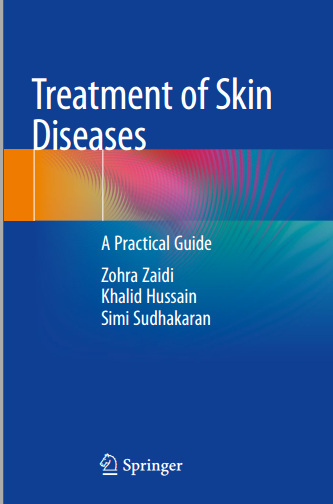 Treatment of Skin
Diseases
A Practical Guide
Zohra Zaidi
Khalid Hussain
Simi Sudhakaran
Springer